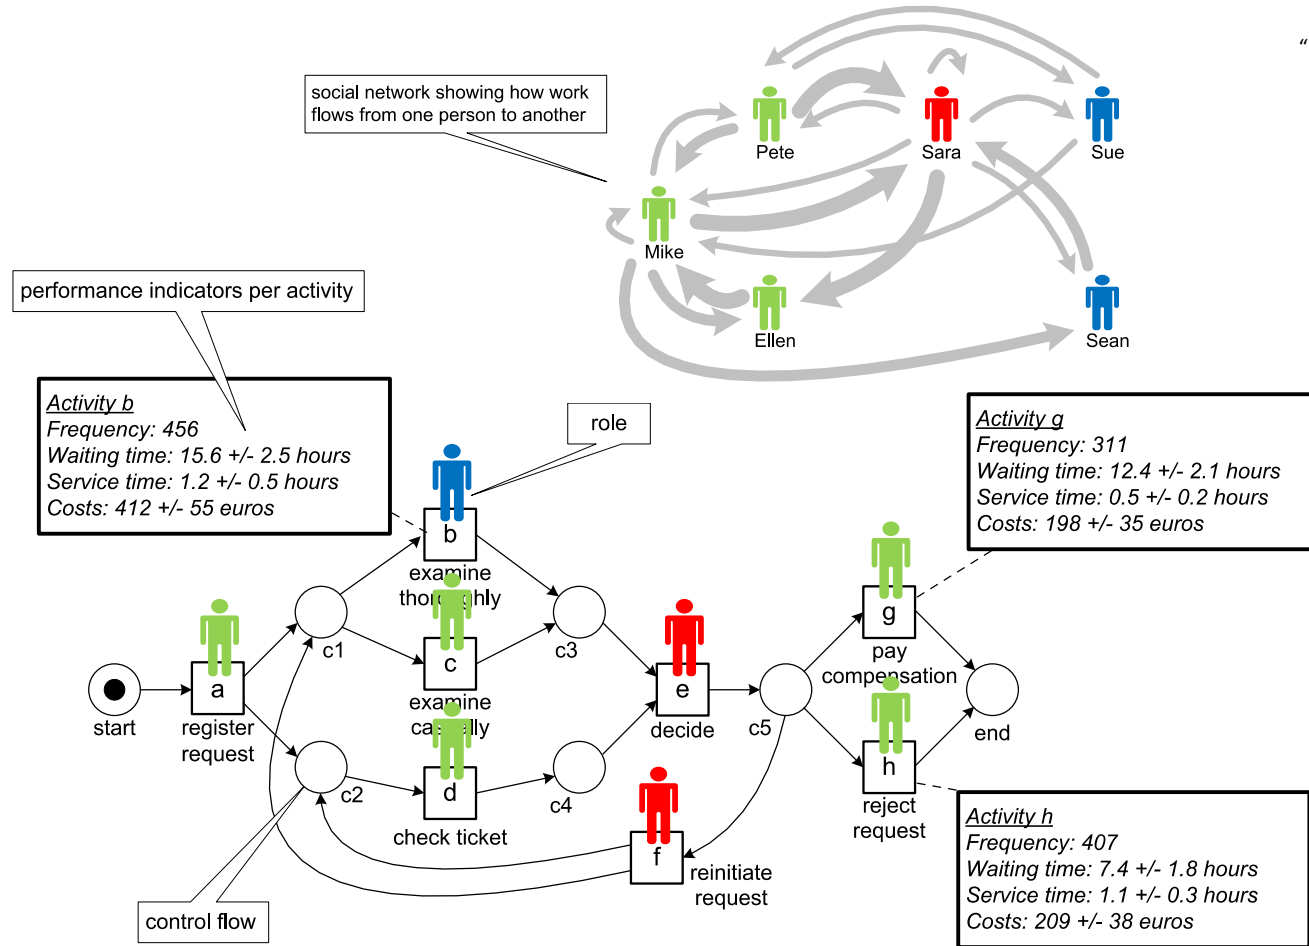 “
social network showing how work
flows from one person to another
Pete
Sara
Sue
Mike
Ellen
Sean
performance indicators per activity
Activity b
Frequency: 456
Waiting time: 15.6 +/- 2.5 hours
Service time: 1.2 +/- 0.5 hours
Costs: 412 +/- 55 euros
role
Activity g
Frequency: 311
Waiting time: 12.4 +/- 2.1 hours
Service time: 0.5 +/- 0.2 hours
Costs: 198 +/- 35 euros
start
a
register
request
c1
c2
b
examine
thoroughly
c
examine
casually
d
check ticket
c3
c4
e
decide
f
reinitiate
request
c5
g
pay
compensation
h
reject
request
end
control flow
Activity h
Frequency: 407
Waiting time: 7.4 +/- 1.8 hours
Service time: 1.1 +/- 0.3 hours
Costs: 209 +/- 38 euros